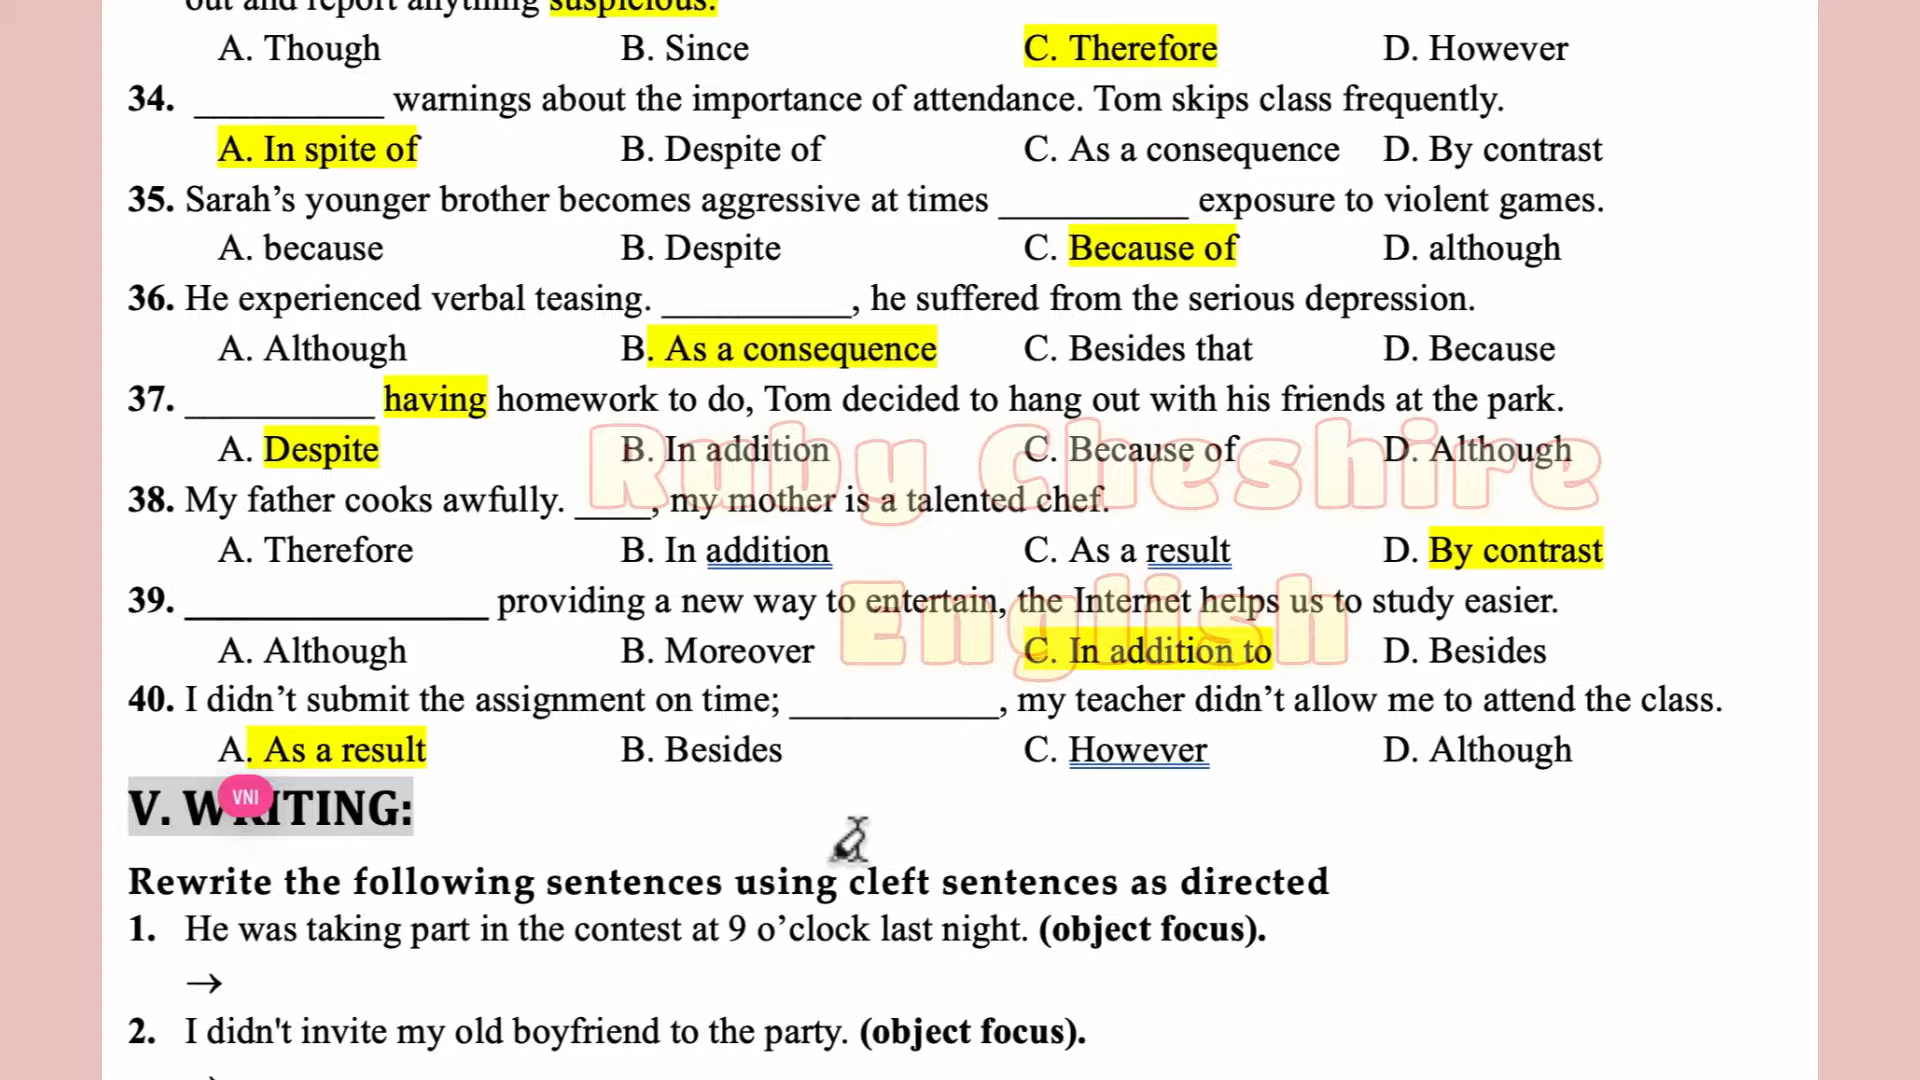 out and report anything suspicious.
A. Though B. Since C. Therefore D. However
34. __________ warnings about the importance of attendance. Tom skips class frequently.
A. In spite of B. Despite of C. As a consequence D. By contrast
35. Sarah’s younger brother becomes aggressive at times __________ exposure to violent games.
A. because B. Despite C. Because of D. although
36. He experienced verbal teasing. __________, he suffered from the serious depression.
A. Although B. As a consequence C. Besides that D. Because
37. __________ having homework to do, Tom decided to hang out with his friends at the park.
A. Despite B. In addition C. Because of D. Although
Ruby Cheshire
38. My father cooks awfully. ____, my mother is a talented chef.
A. Therefore B. In addition C. As a result D. By contrast
39. ________________ providing a new way to entertain, the Internet helps us to study easier.
English
A. Although B. Moreover C. In addition to D. Besides
40. I didn’t submit the assignment on time; ___________, my teacher didn’t allow me to attend the class.
A. As a result B. Besides C. However D. Although
V. WRITING:
VNI
Rewrite the following sentences using cleft sentences as directed
1. He was taking part in the contest at 9 o’clock last night. (object focus).
→
2. I didn't invite my old boyfriend to the party. (object focus).